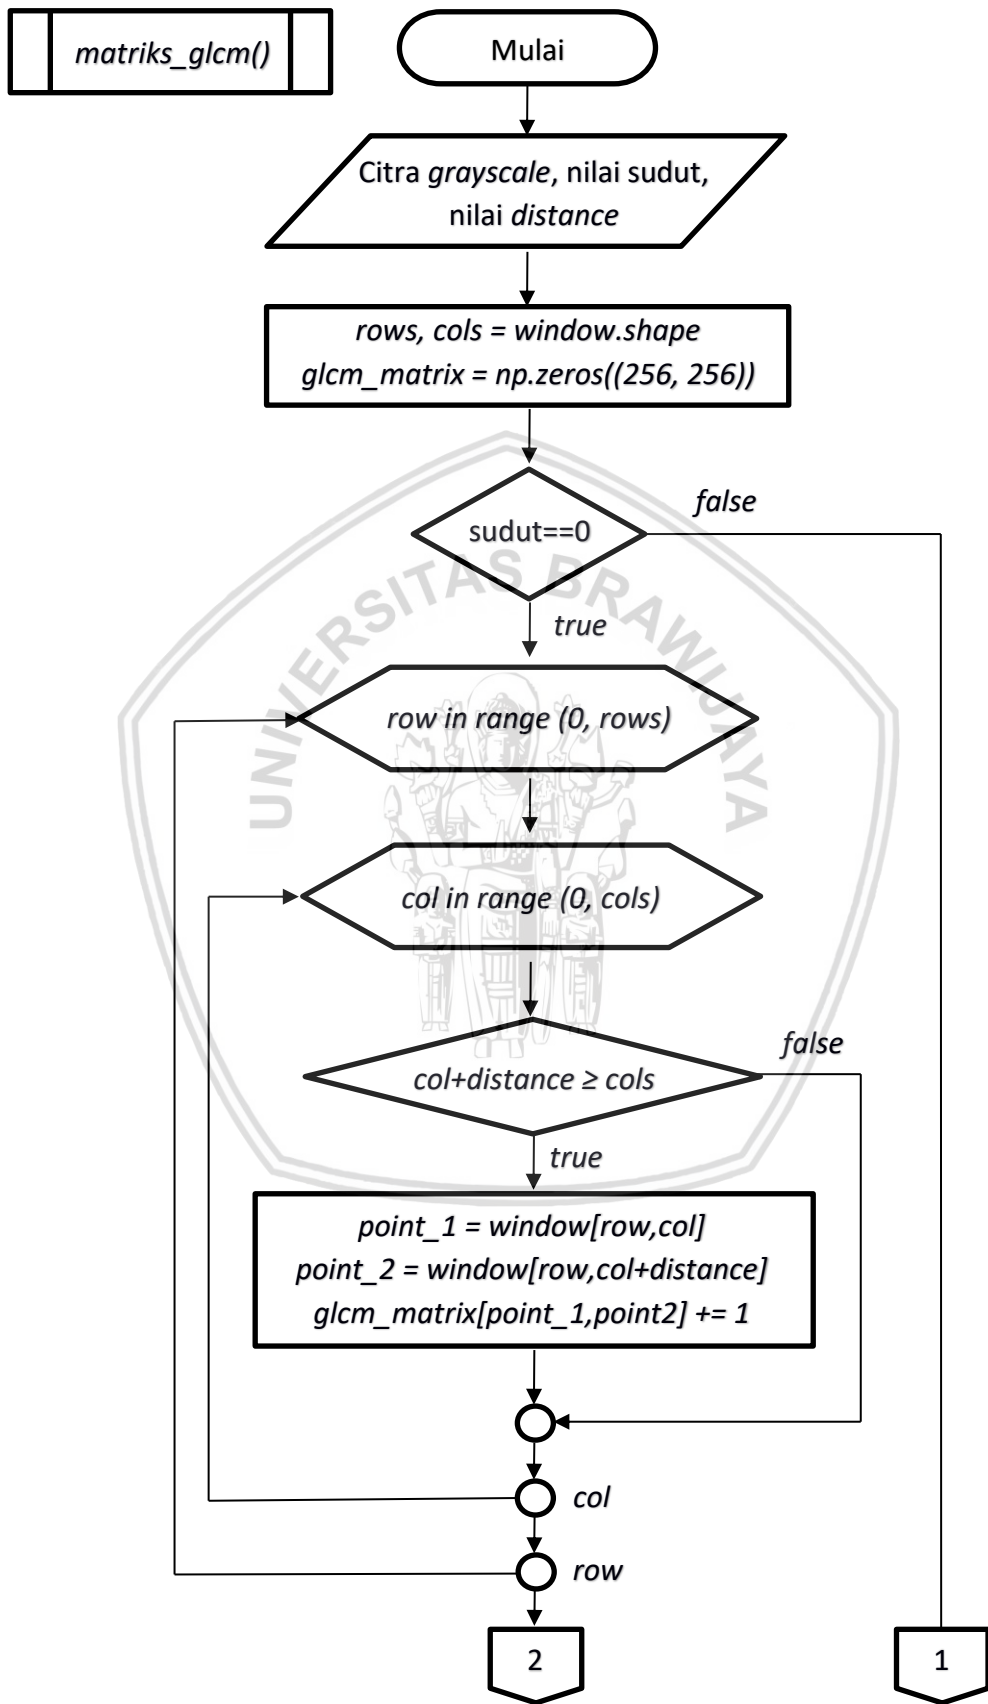 matriks_glcm()
Mulai
Citra grayscale, nilai sudut,
nilai distance
rows, cols = window.shape
glcm_matrix = np.zeros((256, 256))
sudut==0
false
true
UNIVERSITAS BRAWIJAYA
row in range (0, rows)
col in range (0, cols)
col+distance ≥ cols
false
true
point_1 = window[row,col]
point_2 = window[row,col+distance]
glcm_matrix[point_1,point2] += 1
col
row
2
1